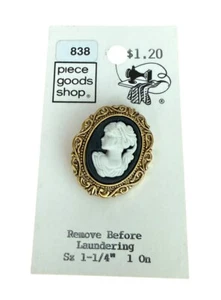 838
$1.20
piece
goods
shop®
®
Remove Before
Laundering
Sz 1-1/4" 1 On